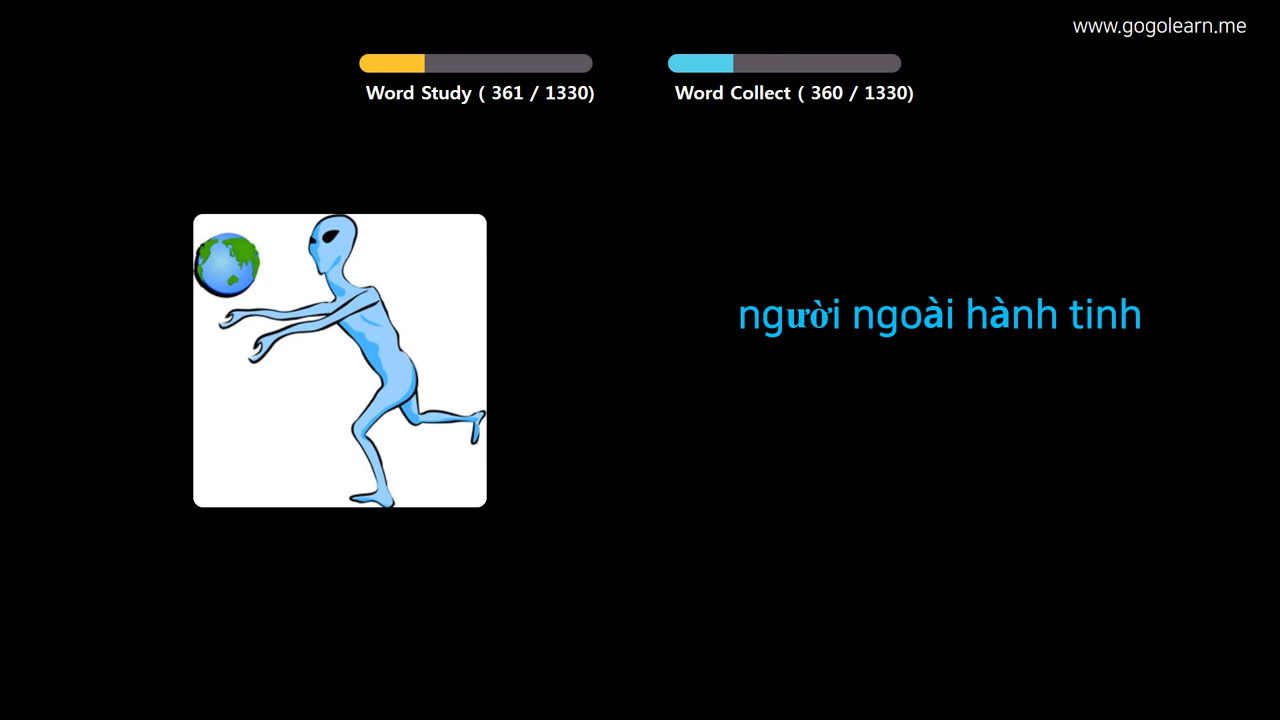 www.gogolearn.me
Word Study ( 361 / 1330)
Word Collect ( 360 / 1330)
người ngoài hành tinh